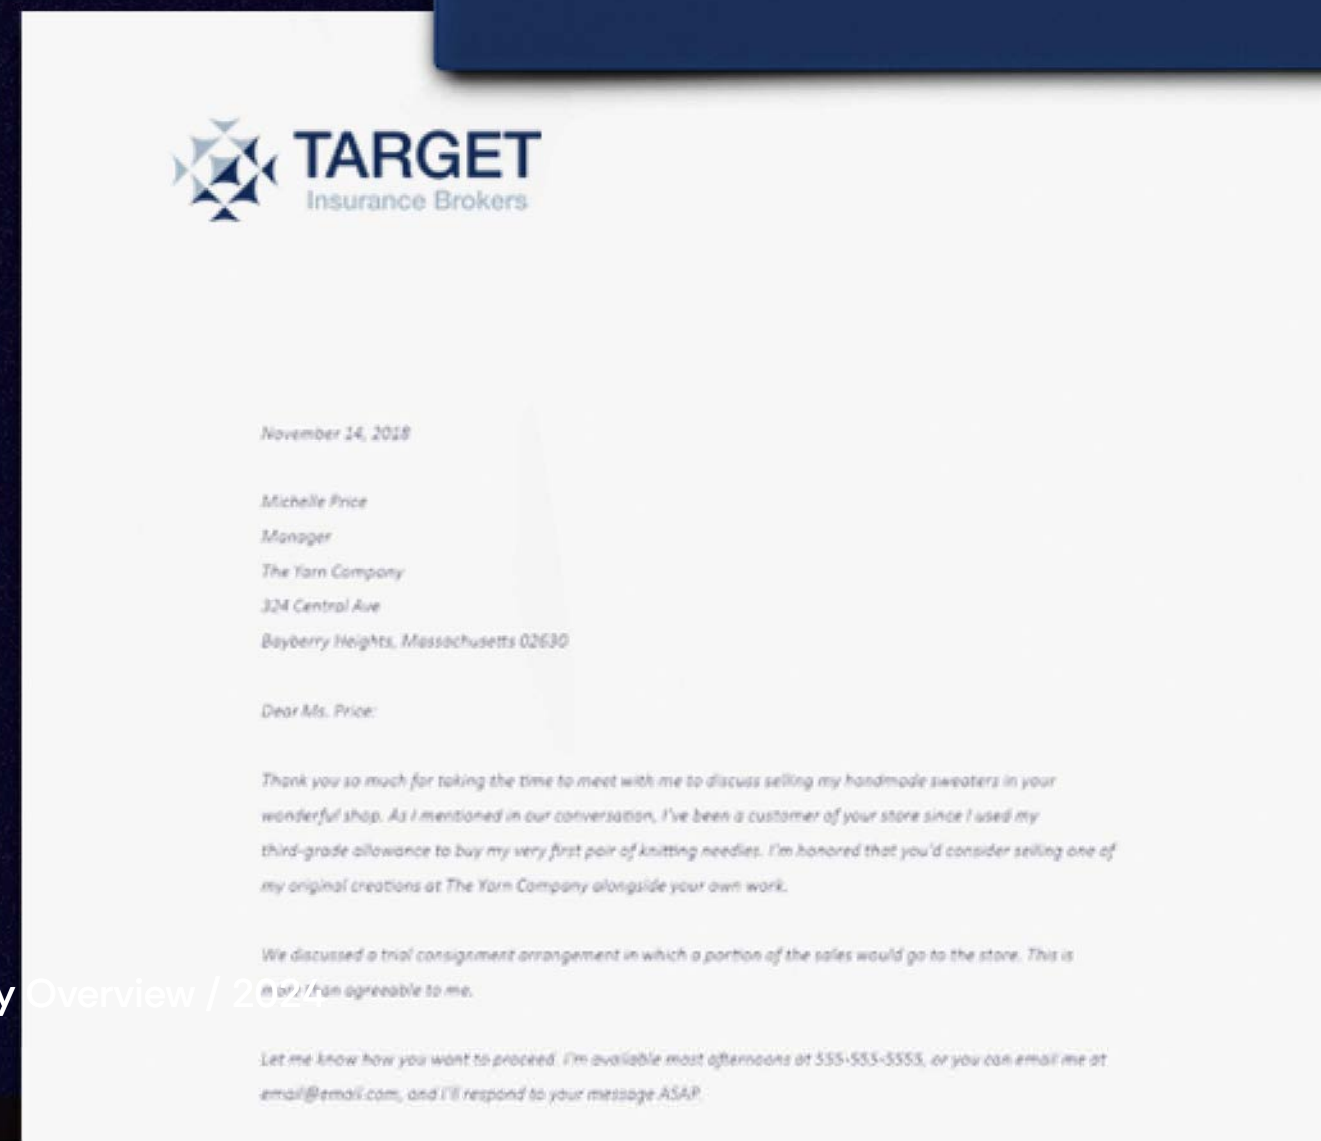 TARGET
Insurance Brokers
November 14, 2018
Michelle Price
Manager
The Yarn Company
324 Central Ave
Bayberry Heights, Massachusetts 02630
Dear Ms. Price:
Thank you so much for taking the time to meet with me to discuss selling my handmade sweaters in your
wonderful shop. As I mentioned in our conversation, I've been a customer of your store since I used my
third-grade allowance to buy my very first pair of knitting needles. I'm honored that you'd consider selling one of
my original creations at The Yarn Company alongside your own work.
We discussed a trial consignment arrangement in which a portion of the sales would go to the store. This is
agreeable to me.
y Overview / 2024
Let me know how you want to proceed. I'm available most afternoons at 555-555-5555, or you can email me at
email@email.com, and I'll respond to your message ASAP.